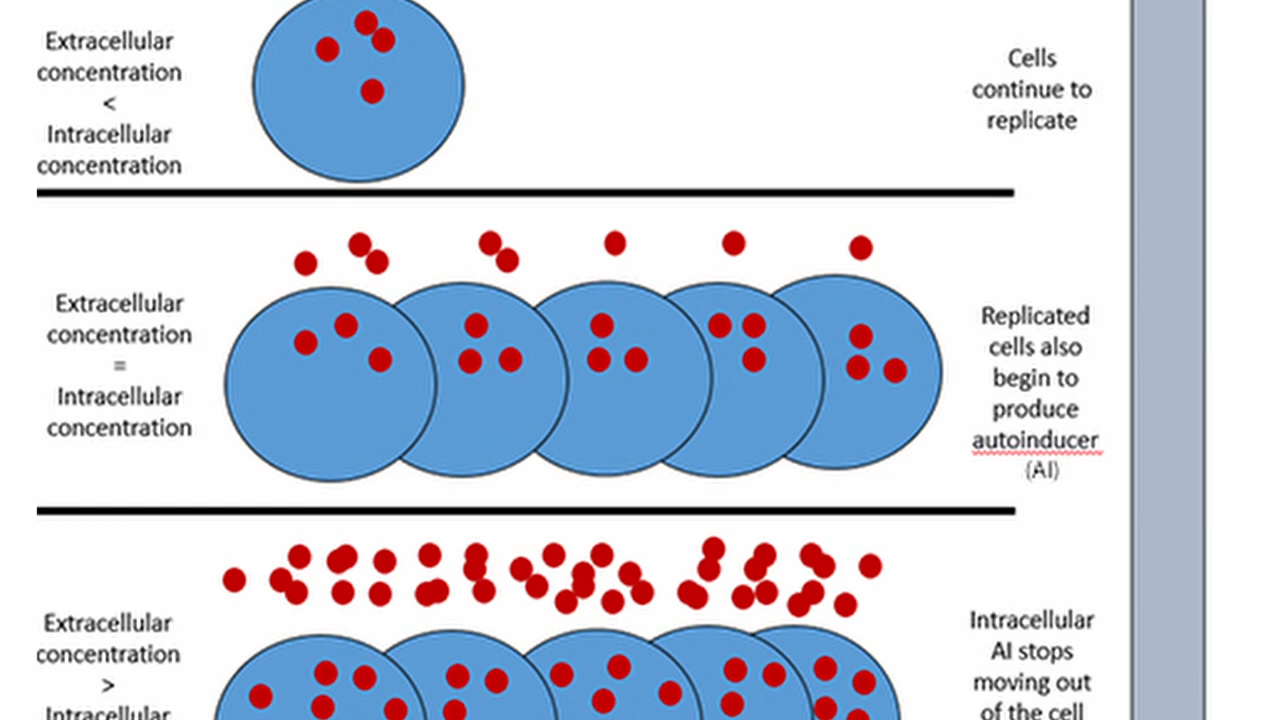 Extracellular
concentration
<
Intracellular
concentration
Cells
continue to
replicate
Extracellular
concentration
=
Intracellular
concentration
Replicated
cells also
begin to
produce
autoinducer
(AI)
Extracellular
concentration
>
Intracellular
Intracellular
AI stops
moving out
of the cell